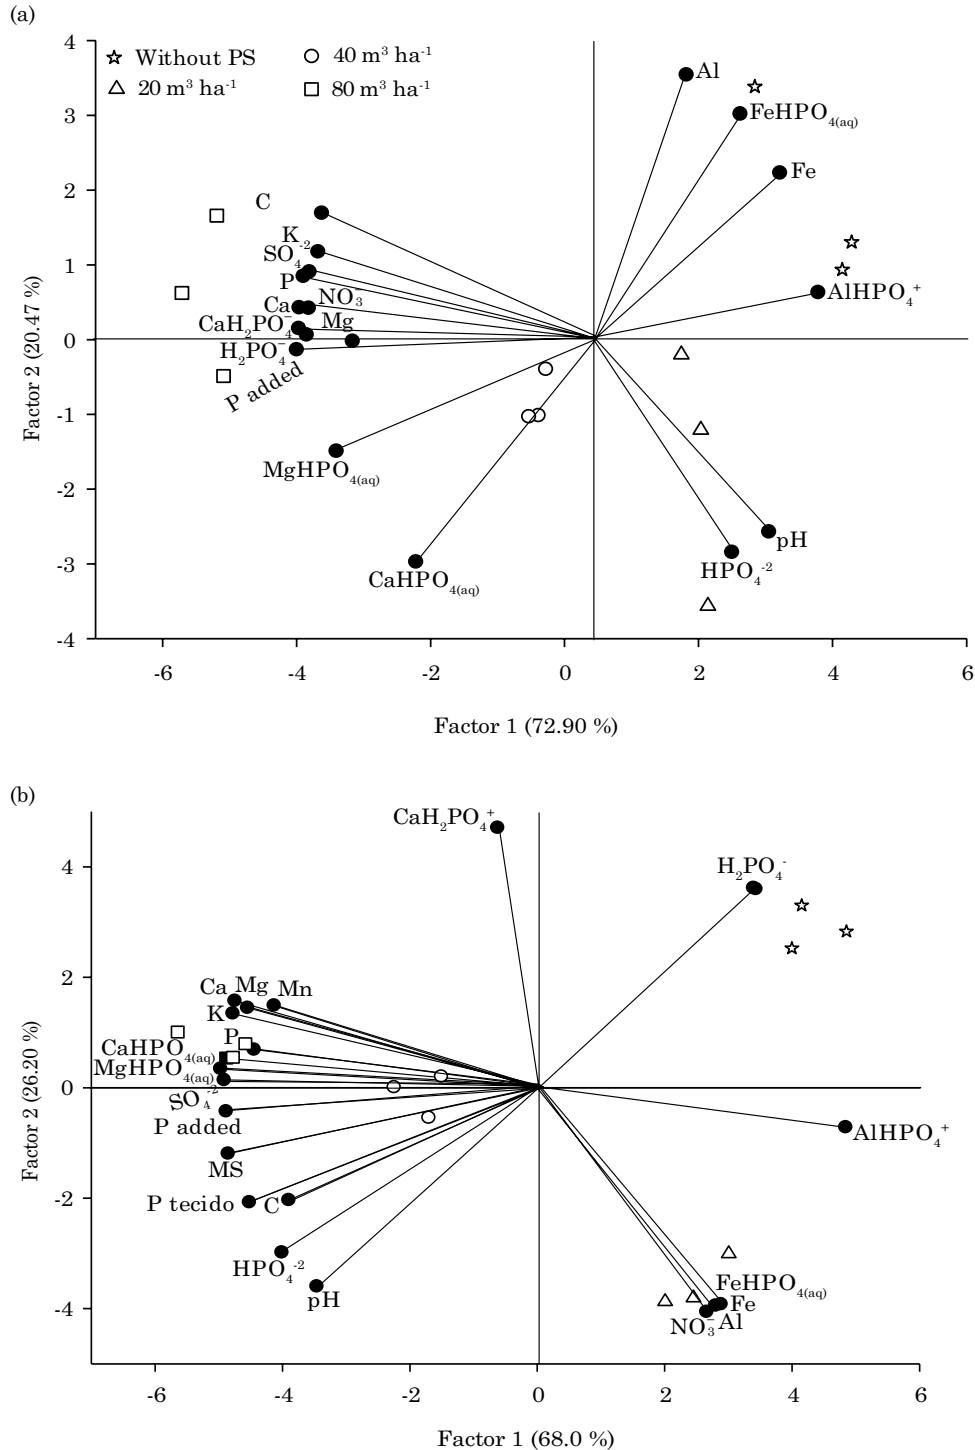 (a)
4
Without PS
40 m³ ha⁻¹
20 m³ ha⁻¹
80 m³ ha⁻¹
Al
FeHPO₄₍aq₎
3
Fe
2
C
K
SO₄⁻²
1
P
AlHPO₄⁺
NO₃⁻
Ca
CaH₂PO₄⁻
Mg
0
H₂PO₄⁻
P added
-1
MgHPO₄₍aq₎
-2
pH
HPO₄⁻²
-3
CaHPO₄₍aq₎
-4
-6 -4 -2 0 2 4 6
Factor 2 (20.47 %)
Factor 1 (72.90 %)
(b)
CaH₂PO₄⁺
4
H₂PO₄⁻
2
Ca Mg Mn
K
P
CaHPO₄₍aq₎
MgHPO₄₍aq₎
0
SO₄⁻²
P added
AlHPO₄⁺
MS
-2
P tecido
C
HPO₄⁻²
pH
FeHPO₄₍aq₎
Fe
-4
NO₃⁻
Al
-6 -4 -2 0 2 4 6
Factor 2 (26.20 %)
Factor 1 (68.0 %)